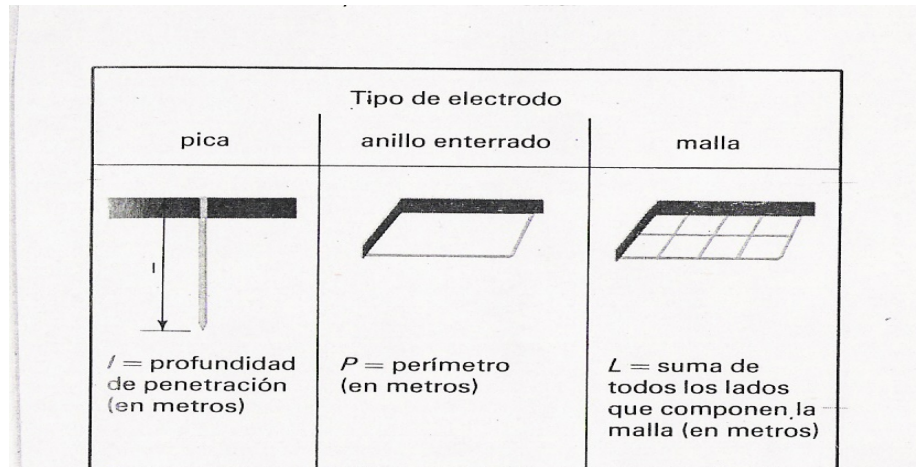 Tipo de electrodo
pica
anillo enterrado
malla
l
l = profundidad
de penetración
(en metros)
P = perímetro
(en metros)
L = suma de
todos los lados
que componen la
malla (en metros)